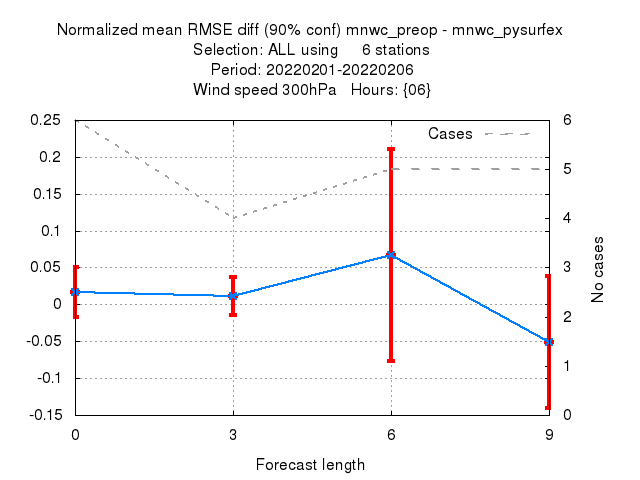 Normalized mean RMSE diff (90% conf) mnwc_preop - mnwc_pysurfex
Selection: ALL using 6 stations
Period: 20220201-20220206
Wind speed 300hPa Hours: {06}
Cases
0.25
0.2
0.15
0.1
0.05
0
-0.05
-0.1
-0.15
6
5
4
3
2
1
0
No cases
0 3 6 9
Forecast length